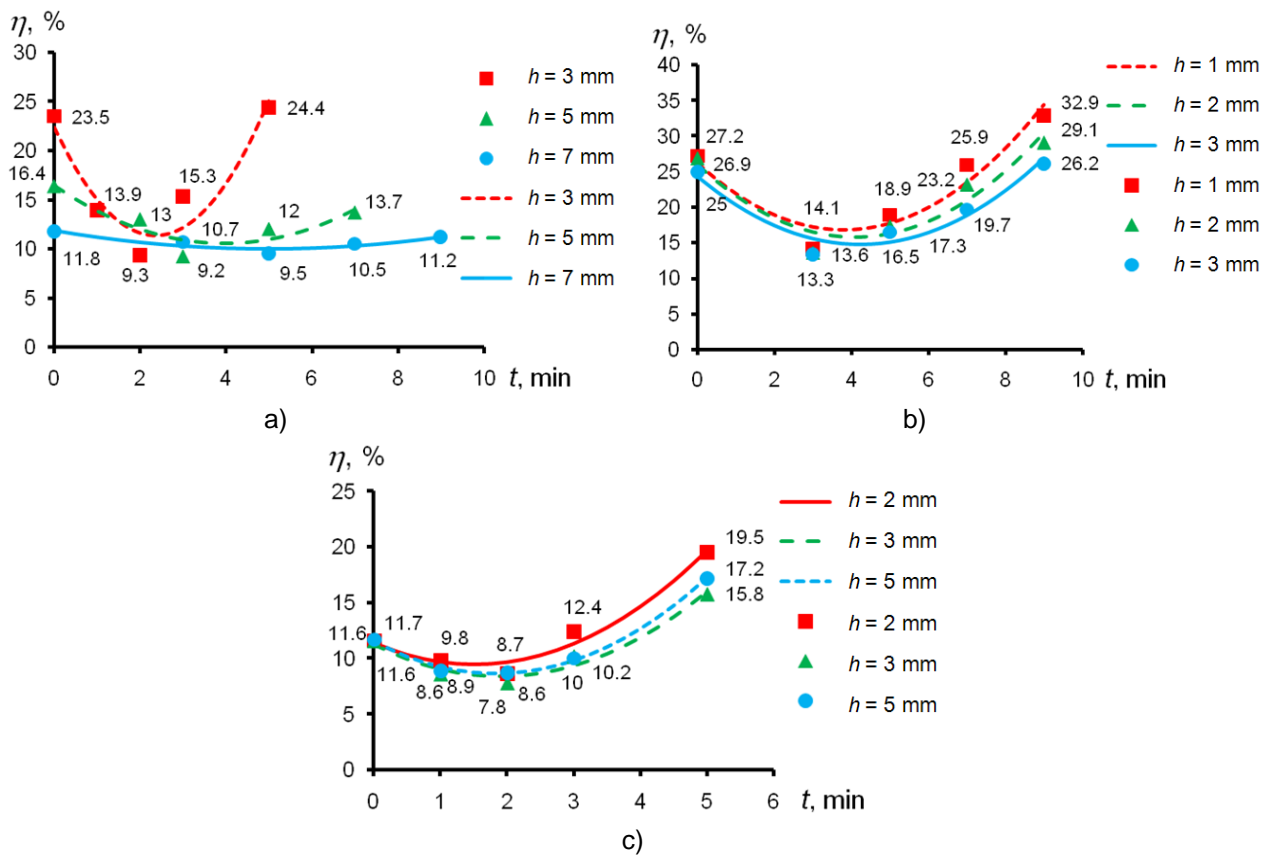 η, %
30
25
20
15
10
5
0
0 2 4 6 8 10 t, min
23.5
16.4
13.9
13
15.3
24.4
10.7
12
13.7
11.8
9.3
9.2
9.5
10.5
11.2
h = 3 mm
h = 5 mm
h = 7 mm
h = 3 mm
h = 5 mm
h = 7 mm
a)
η, %
40
35
30
25
20
15
10
5
0
0 2 4 6 8 10 t, min
27.2
26.9
25
14.1
13.6
13.3
18.9
16.5
17.3
25.9
23.2
19.7
32.9
29.1
26.2
h = 1 mm
h = 2 mm
h = 3 mm
h = 1 mm
h = 2 mm
h = 3 mm
b)
η, %
25
20
15
10
5
0
0 1 2 3 4 5 6 t, min
11.7
11.6
11.6
9.8
8.6
8.9
8.7
7.8
8.6
12.4
10
10.2
19.5
17.2
15.8
h = 2 mm
h = 3 mm
h = 5 mm
h = 2 mm
h = 3 mm
h = 5 mm
c)